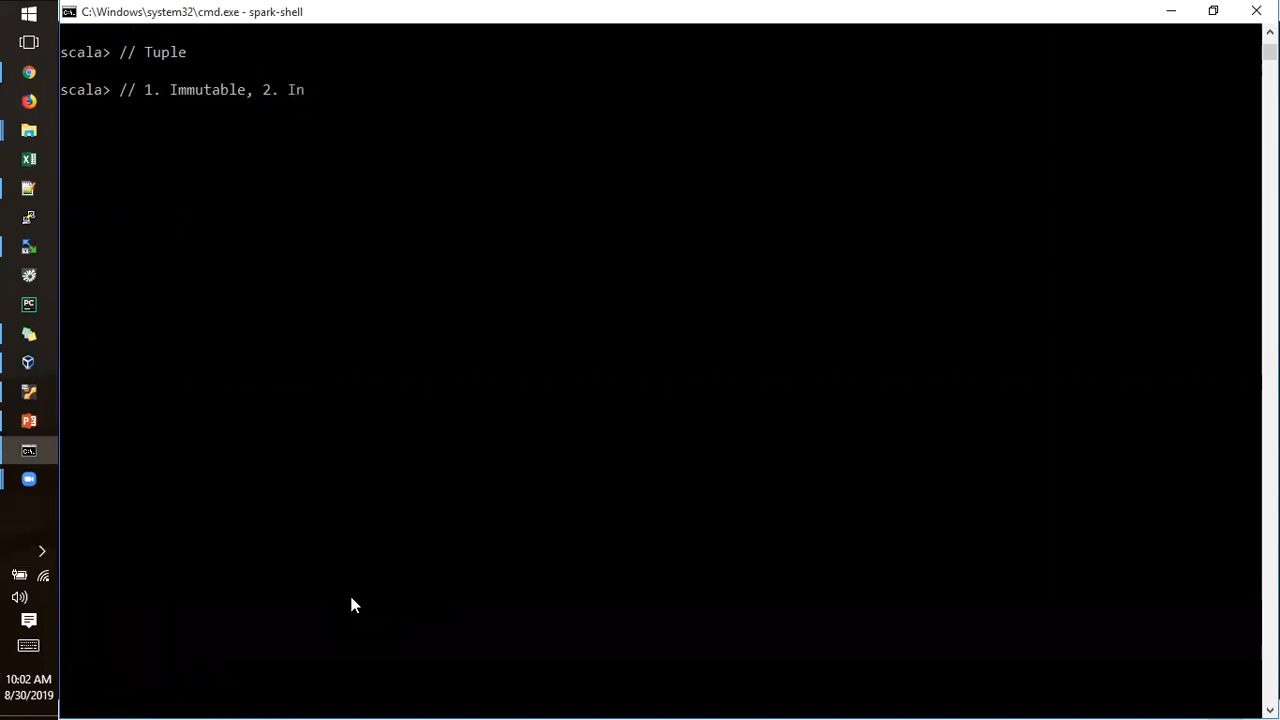 C:\Windows\system32\cmd.exe - spark-shell
scala> // Tuple
scala> // 1. Immutable, 2. In
10:02 AM
8/30/2019